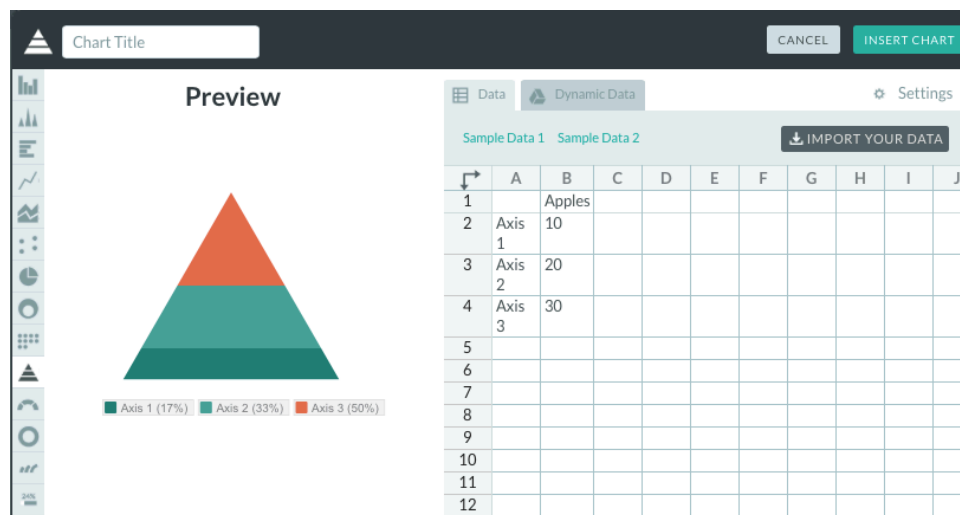 Chart Title
CANCEL
INSERT CHART
Preview
Data
Dynamic Data
Settings
Sample Data 1
Sample Data 2
IMPORT YOUR DATA
A B C D E F G H I J
1 Apples
2 Axis 1 10
3 Axis 2 20
4 Axis 3 30
5
6
7
8
9
10
11
12
Axis 1 (17%) Axis 2 (33%) Axis 3 (50%)
24%